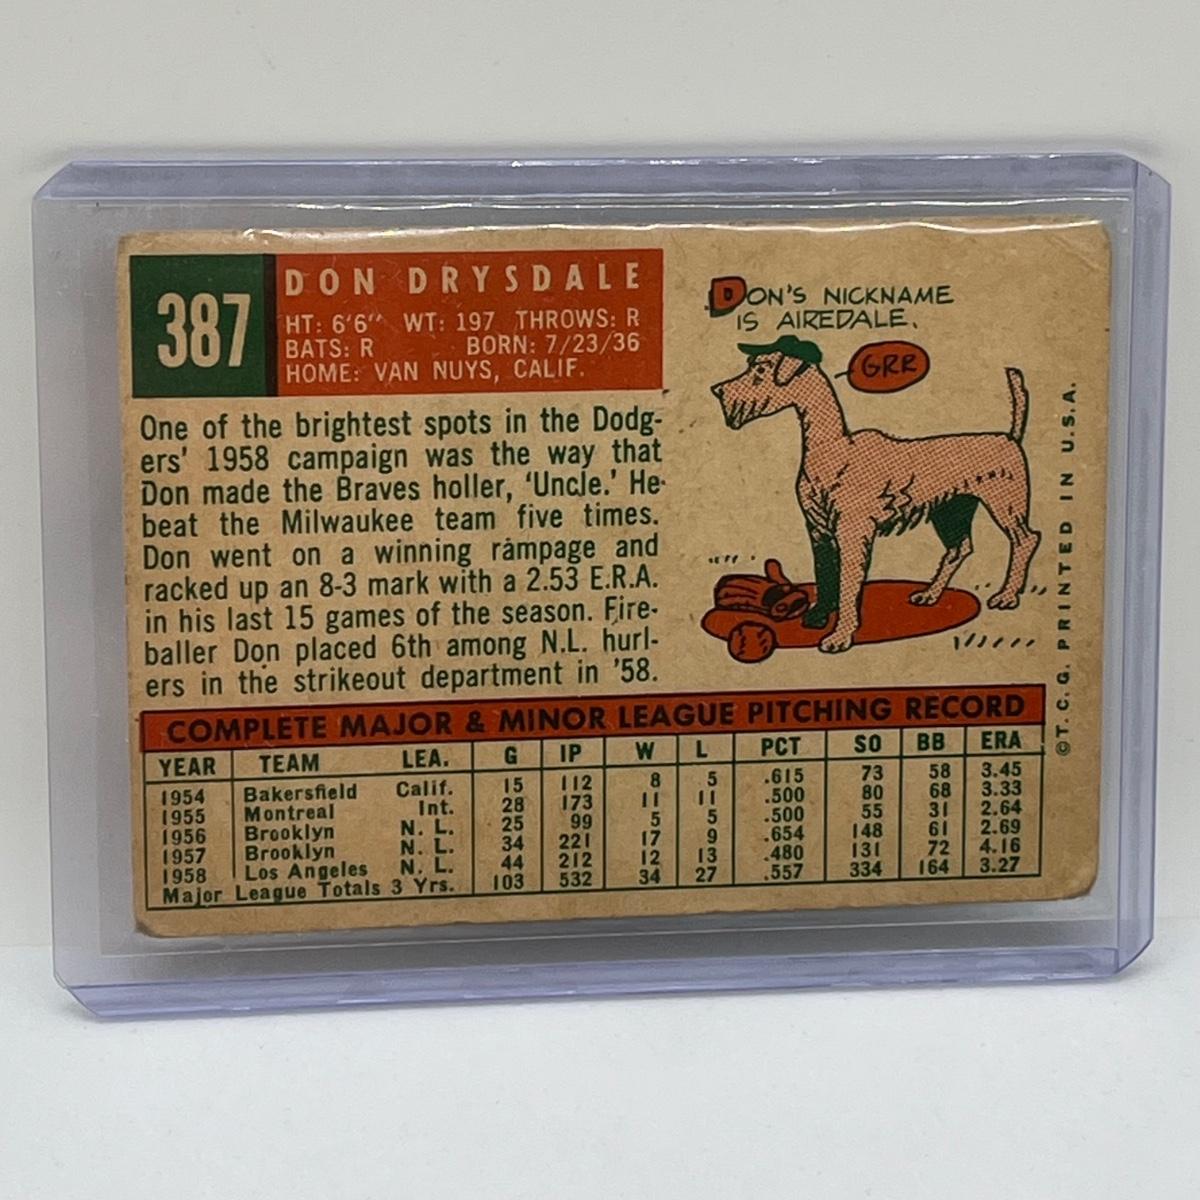 387
DON DRYSDALE
HT: 6'6" WT: 197 THROWS: R
BATS: R BORN: 7/23/36
HOME: VAN NUYS, CALIF.
DON'S NICKNAME
IS AIREDALE.
GRR
One of the brightest spots in the Dodg-
ers' 1958 campaign was the way that
Don made the Braves holler, 'Uncle.' He
beat the Milwaukee team five times.
Don went on a winning rampage and
racked up an 8-3 mark with a 2.53 E.R.A.
in his last 15 games of the season. Fire-
baller Don placed 6th among N.L. hurl-
ers in the strikeout department in '58.
©T.C.G. PRINTED IN U.S.A.
COMPLETE MAJOR & MINOR LEAGUE PITCHING RECORD
YEAR TEAM LEA. G IP W L PCT SO BB ERA
1954 Bakersfield Calif. 15 112 8 5 .615 73 58 3.45
1955 Montreal Int. 28 173 11 11 .500 80 68 3.33
1956 Brooklyn N. L. 25 99 5 5 .500 55 31 2.64
1957 Brooklyn N. L. 34 221 17 9 .654 148 61 2.69
1958 Los Angeles N. L. 44 212 12 13 .480 131 72 4.16
Major League Totals 3 Yrs. 103 532 34 27 .557 334 164 3.27